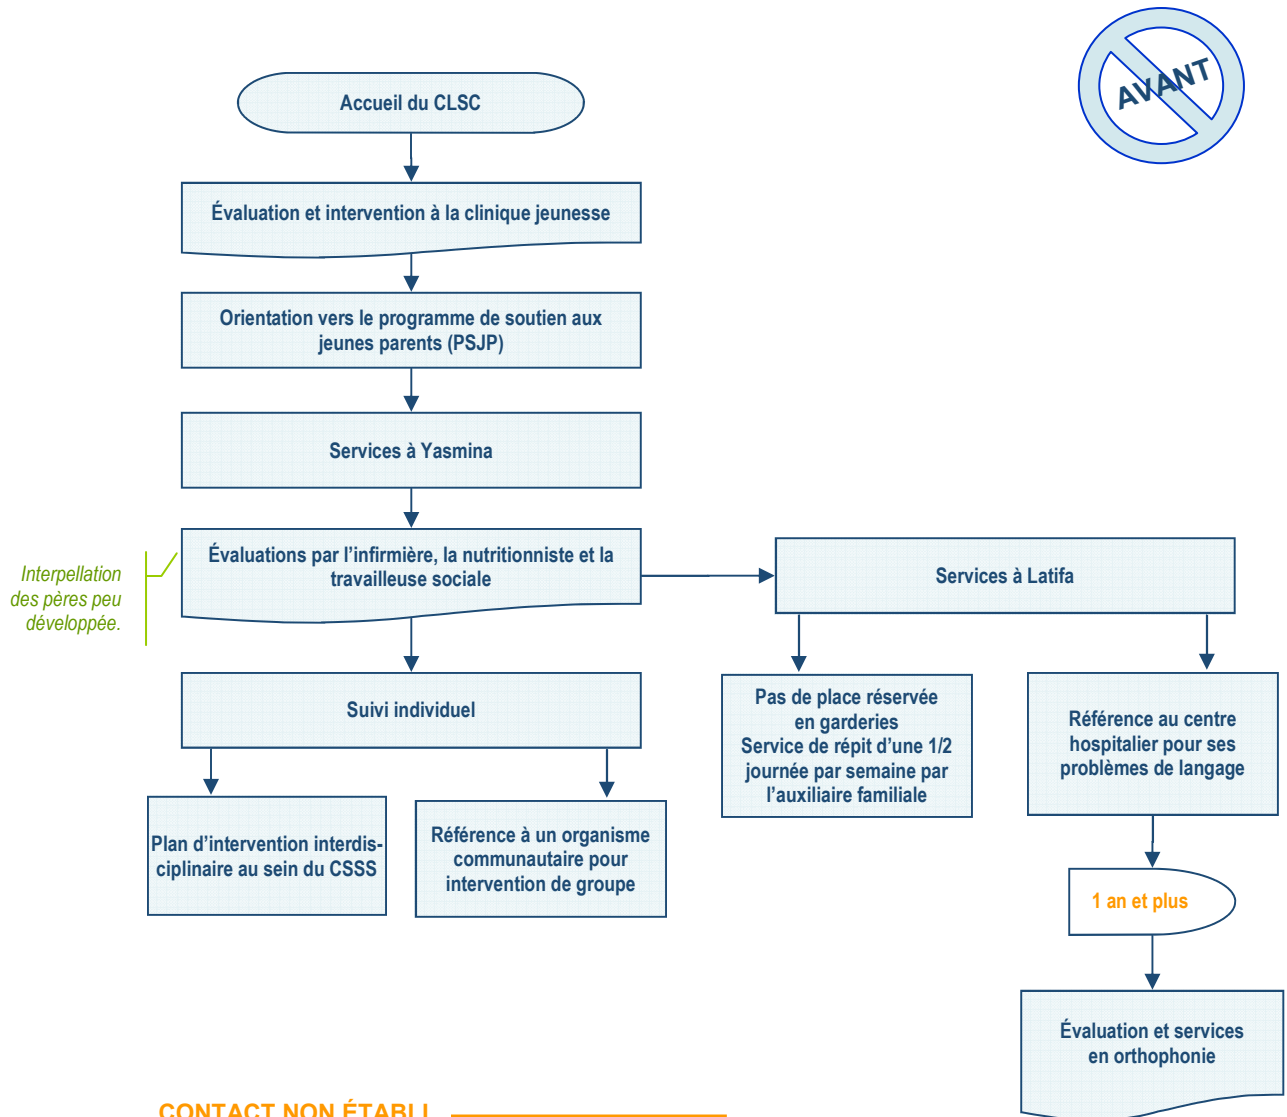 AVANT
Accueil du CLSC
Évaluation et intervention à la clinique jeunesse
Orientation vers le programme de soutien aux
jeunes parents (PSJP)
Services à Yasmina
Interpellation
des pères peu
développée.
Évaluations par l'infirmière, la nutritionniste et la
travailleuse sociale
Services à Latifa
Suivi individuel
Pas de place réservée
en garderies
Service de répit d'une 1/2
journée par semaine par
l'auxiliaire familiale
Référence au centre
hospitalier pour ses
problèmes de langage
Plan d'intervention interdis-
ciplinaire au sein du CSSS
Référence à un organisme
communautaire pour
intervention de groupe
1 an et plus
Évaluation et services
en orthophonie
CONTACT NON ÉTABLI